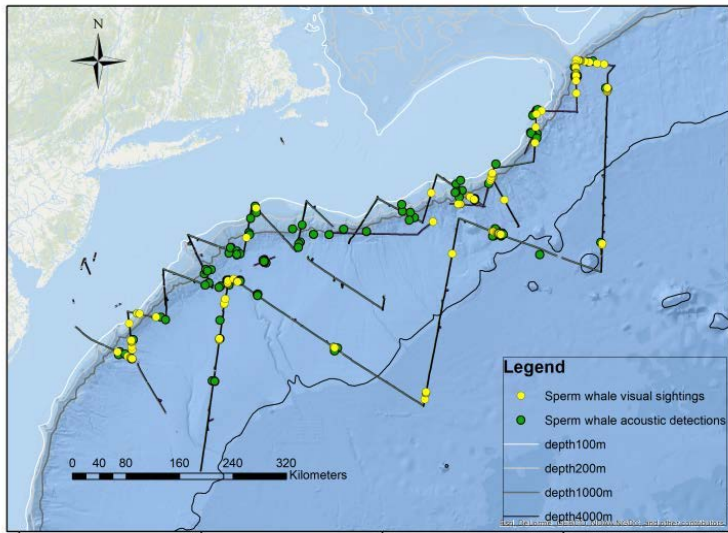 N
Legend
Sperm whale visual sightings
Sperm whale acoustic detections
depth100m
depth200m
depth1000m
depth4000m
0 40 80 160 240 320
Kilometers